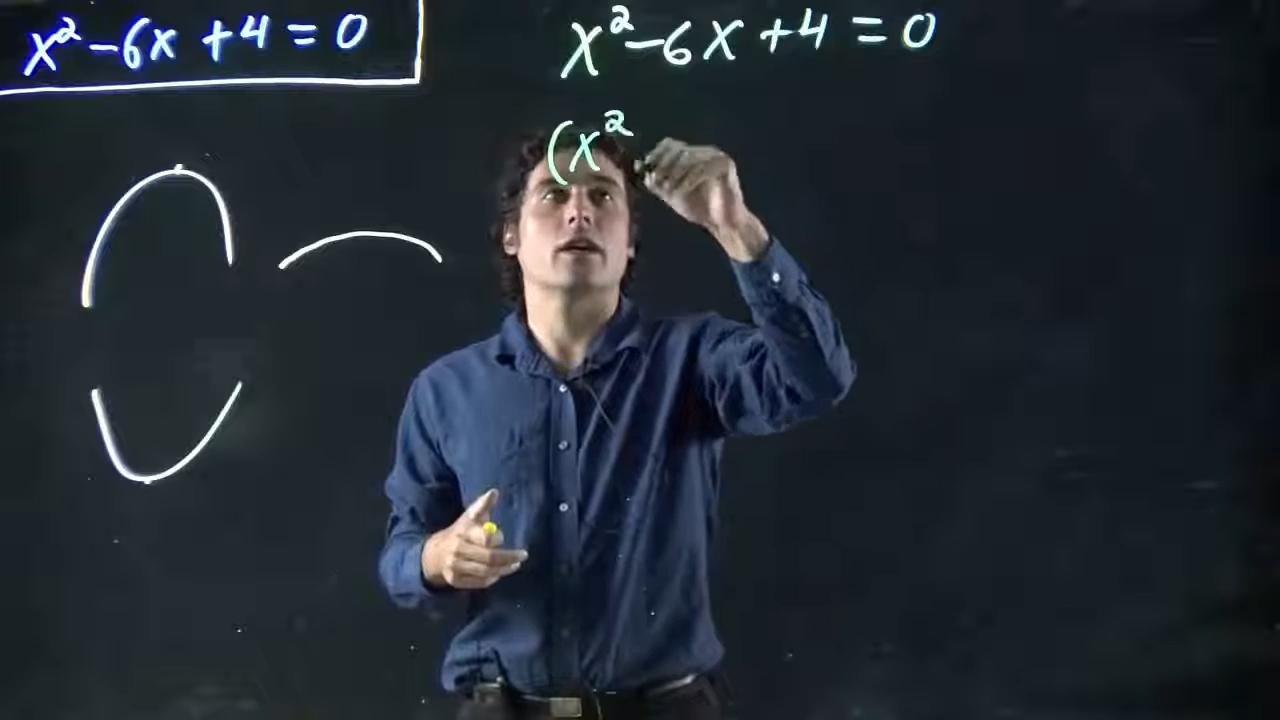 x² - 6x + 4 = 0
x² - 6x + 4 = 0
(x²